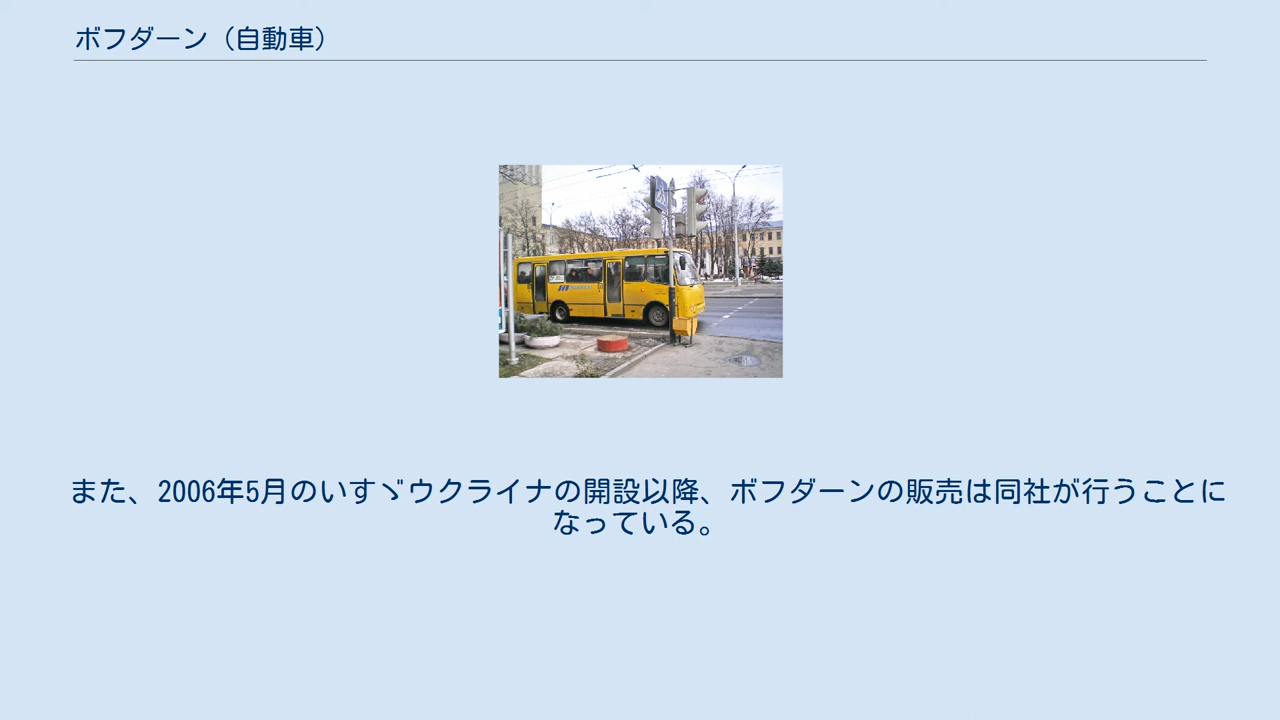 ボフダーン（自動車）
また、2006年5月のいすゞウクライナの開設以降、ボフダーンの販売は同社が行うことに
なっている。